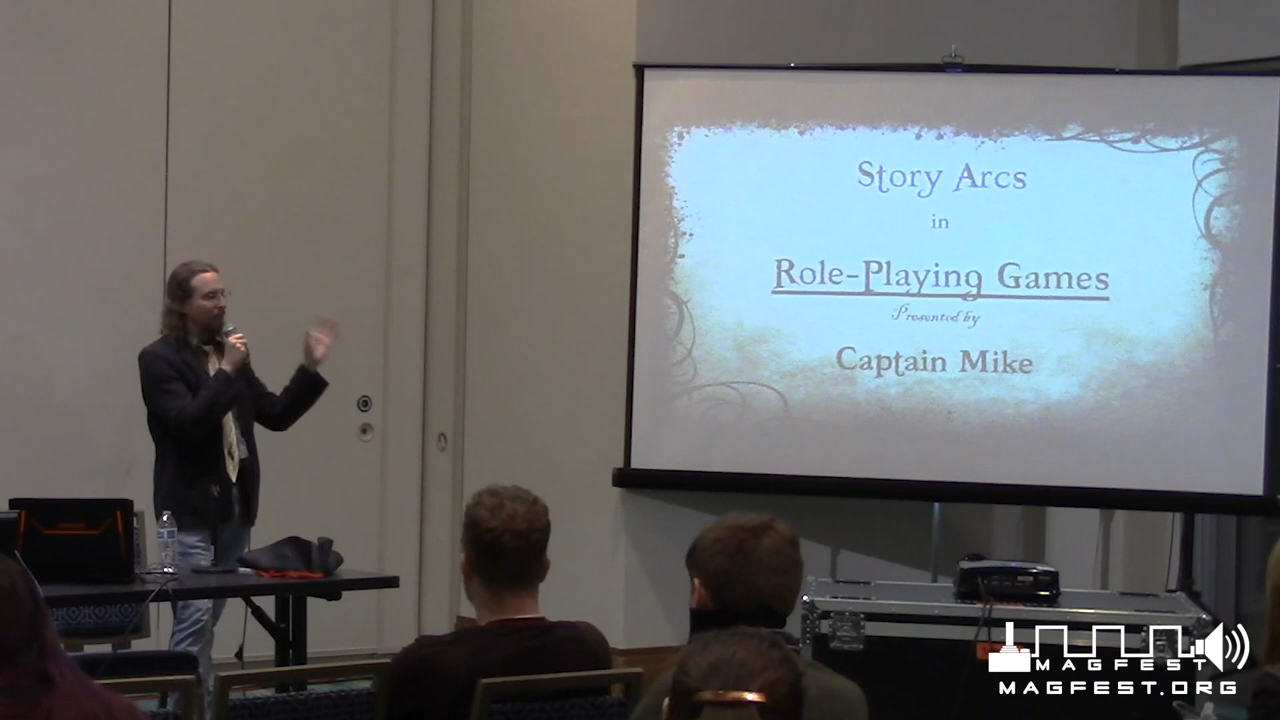 Story Arcs
in
Role-Playing Games
Presented by
Captain Mike
MAGFEST
MAGFEST.ORG